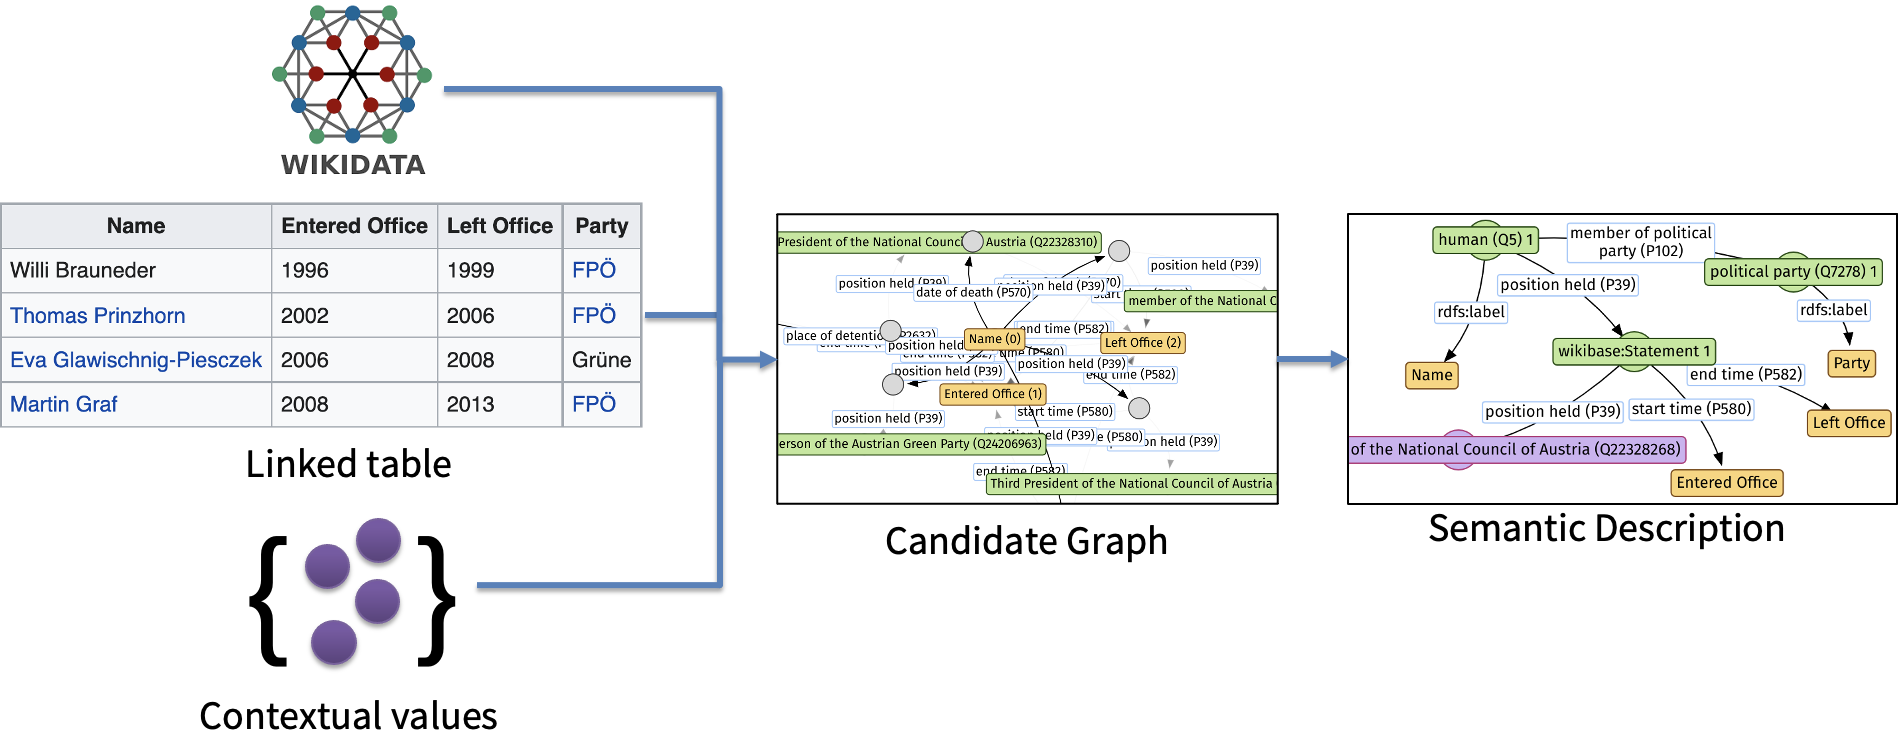 WIKIDATA
Name Entered Office Left Office Party
Willi Brauneder 1996 1999 FPÖ
Thomas Prinzhorn 2002 2006 FPÖ
Eva Glawischnig-Piesczek 2006 2008 Grüne
Martin Graf 2008 2013 FPÖ
Linked table
{ }
Contextual values
President of the National Counci Austria (Q22328310)
position held (P39)
position held (P39)
date of death (P570)
position held (P39)
70)
start
member of the National C
place of detentio
P2632)
end time (P582)
Name (0)
Left Office (2)
position held
time (P580)
position held (P39)
position held (P39)
end time (P582)
Entered Office (1)
start time (P580)
position held (P39)
held (P39)
e (P580)
on held (P39)
erson of the Austrian Green Party (Q24206963)
end time (P582)
Third President of the National Council of Austria
Candidate Graph
human (Q5) 1
member of political
party (P102)
political party (Q7278) 1
position held (P39)
rdfs:label
rdfs:label
wikibase:Statement 1
Name
Party
end time (P582)
position held (P39)
start time (P580)
Left Office
of the National Council of Austria (Q22328268)
Entered Office
Semantic Description